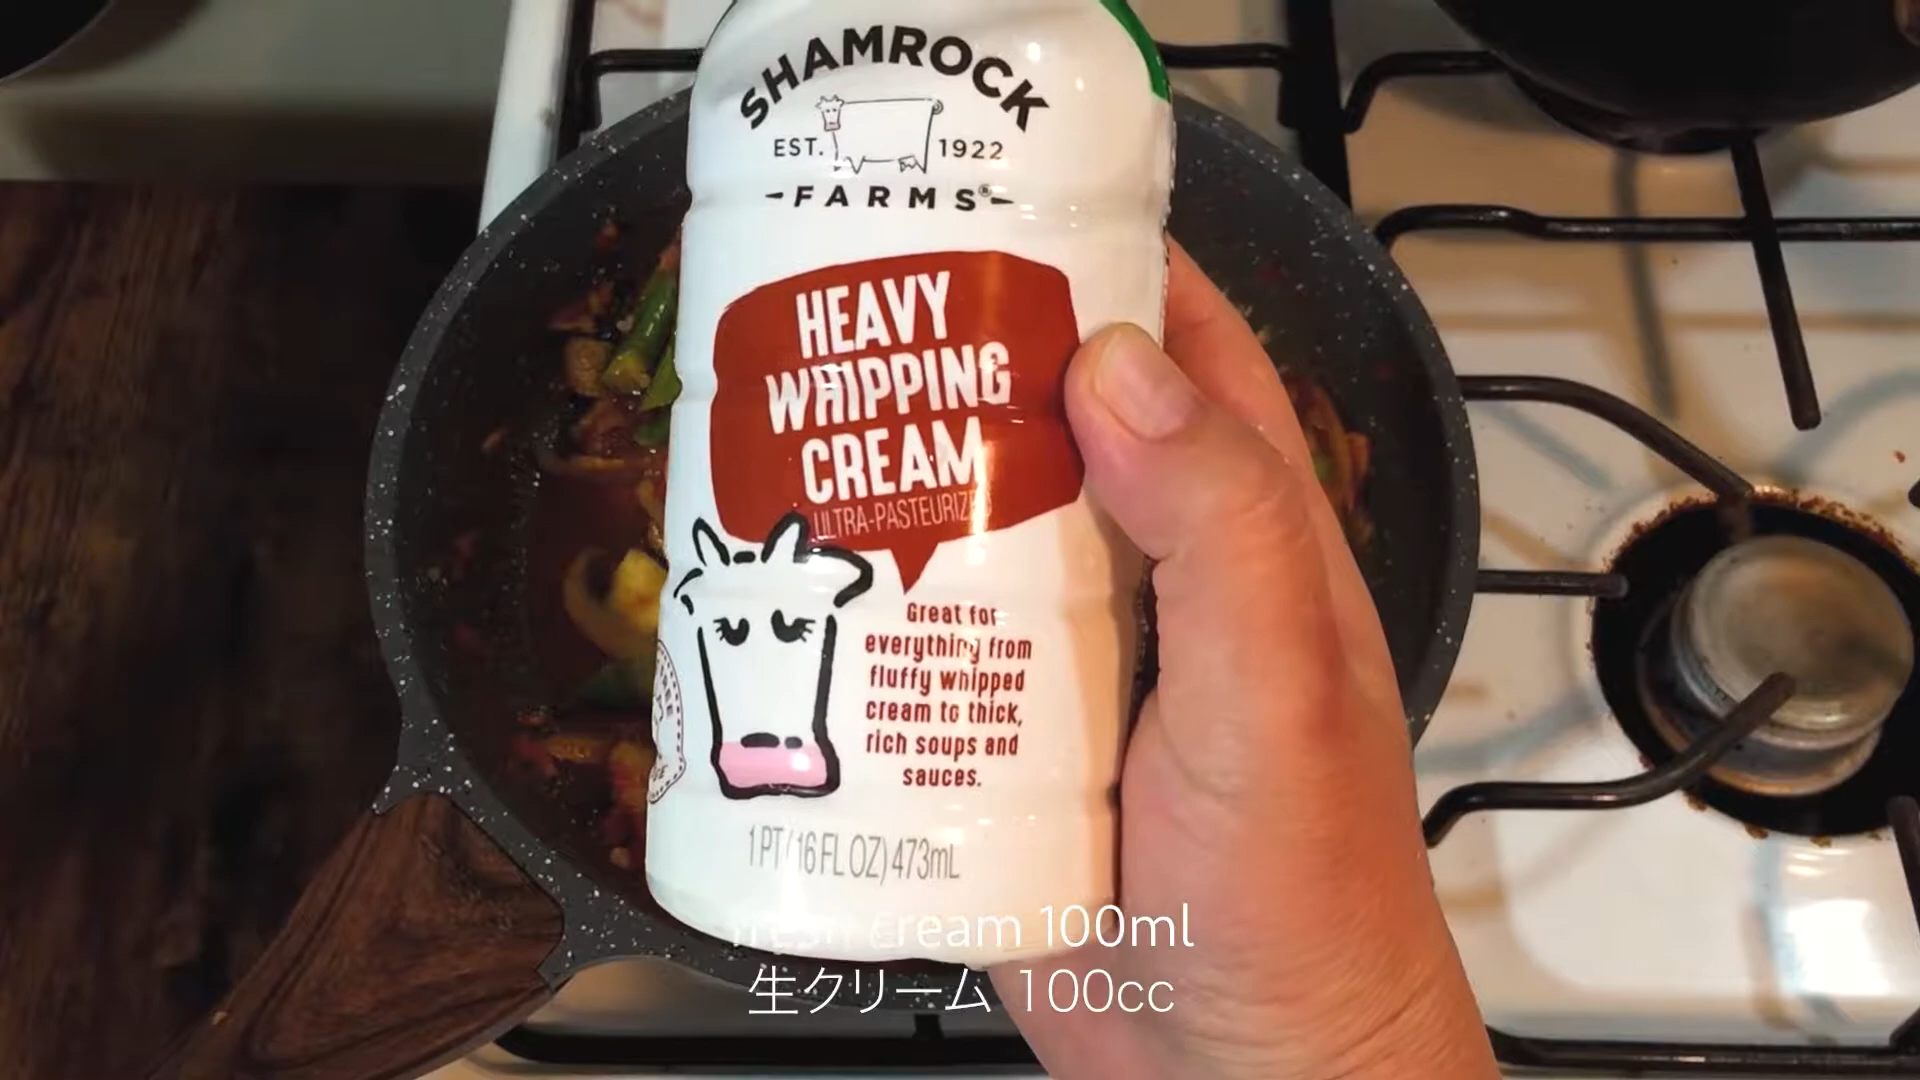 SHAMROCK
EST. 1922
FARMS®
HEAVY
WHIPPING
CREAM
ULTRA-PASTEURIZED
Great for
everything from
fluffy whipped
cream to thick,
rich soups and
sauces.
1 PT (16 FL OZ) 473mL
fresh cream 100ml
生クリーム 100cc